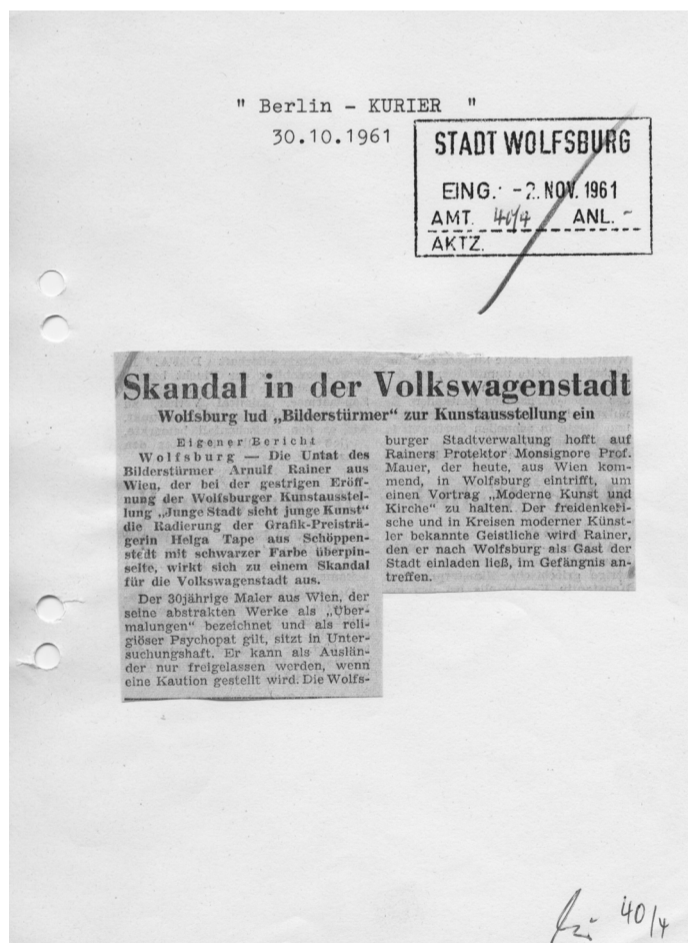 " Berlin - KURIER "
30.10.1961
STADT WOLFSBURG
EING.: -2. NOV. 1961
AMT. 40/4 ANL. -
AKTZ.
Skandal in der Volkswagenstadt
Wolfsburg lud „Bilderstürmer“ zur Kunstausstellung ein
Eigener Bericht
Wolfsburg — Die Untat des
Bilderstürmer Arnulf Rainer aus
Wien, der bei der gestrigen Eröff-
nung der Wolfsburger Kunstausstel-
lung „Junge Stadt sieht junge Kunst“
die Radierung der Grafik-Preisträ-
gerin Helga Tape aus Schöppen-
stedt mit schwarzer Farbe überpin-
selte, wirkt sich zu einem Skandal
für die Volkswagenstadt aus.
Der 30jährige Maler aus Wien, der
seine abstrakten Werke als „Über-
malungen“ bezeichnet und als reli-
giöser Psychopat gilt, sitzt in Unter-
suchungshaft. Er kann als Auslän-
der nur freigelassen werden, wenn
eine Kaution gestellt wird. Die Wolfs-
burger Stadtverwaltung hofft auf
Rainers Protektor Monsignore Prof.
Mauer, der heute, aus Wien kom-
mend, in Wolfsburg eintrifft, um
einen Vortrag „Moderne Kunst und
Kirche“ zu halten. Der freidenkeri-
sche und in Kreisen moderner Künst-
ler bekannte Geistliche wird Rainer,
den er nach Wolfsburg als Gast der
Stadt einladen ließ, im Gefängnis an-
treffen.
40/4